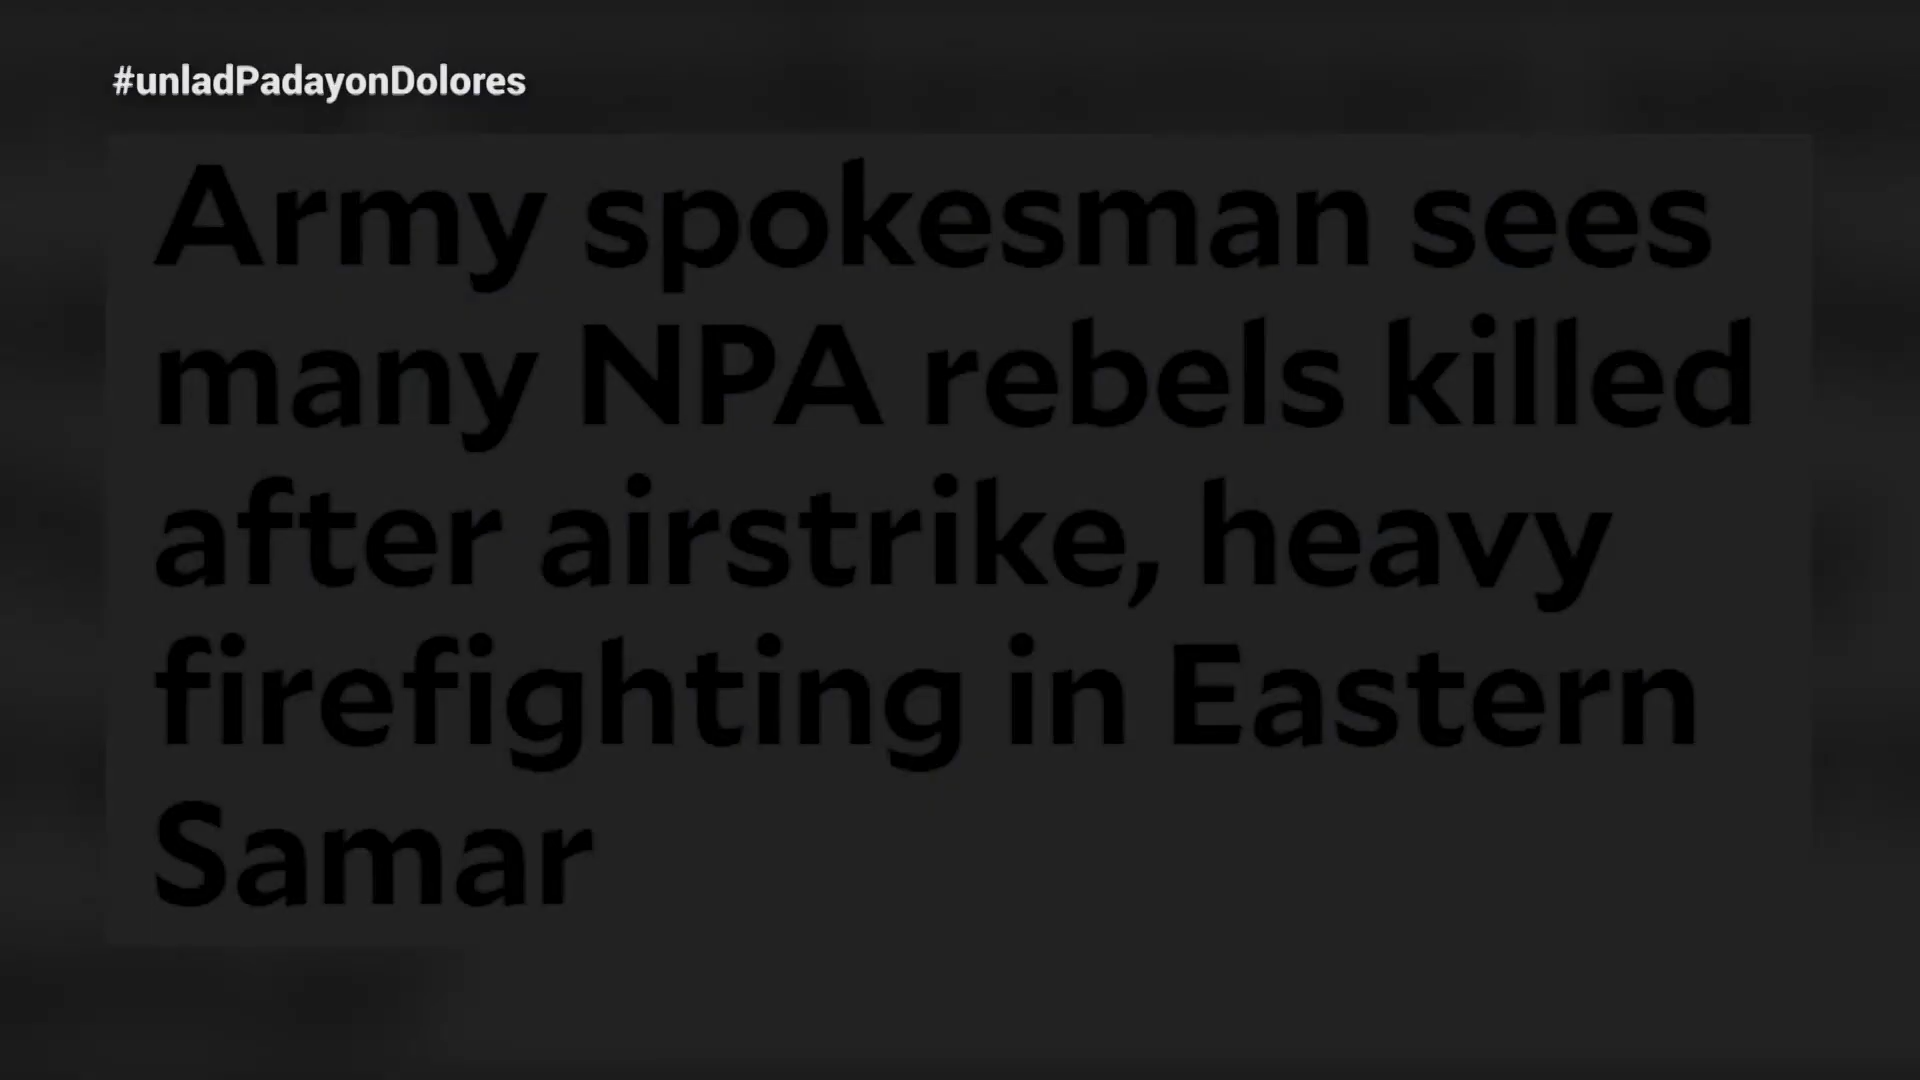 #unladPadayonDolores
Army spokesman sees
many NPA rebels killed
after airstrike, heavy
firefighting in Eastern
Samar